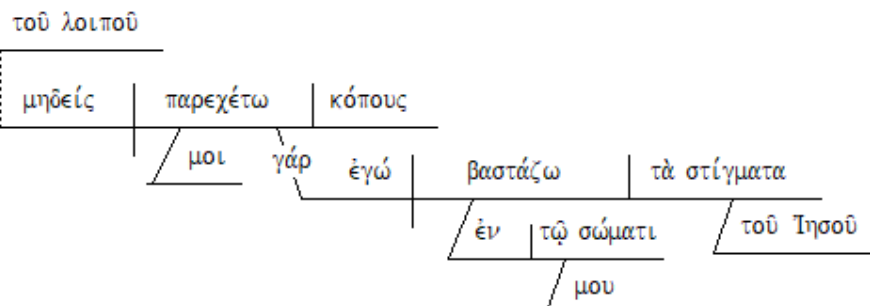 τοῦ λοιποῦ
μηδείς παρεχέτω κόπους
μοι γάρ ἐγώ βαστάζω τὰ στίγματα
ἐν τῷ σώματι τοῦ Ἰησοῦ
μου